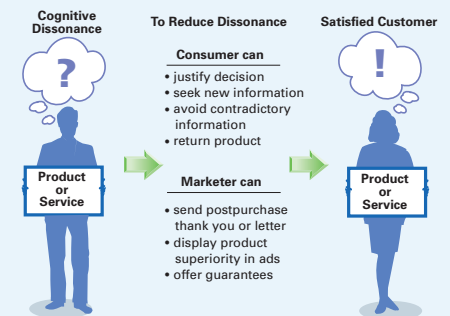 Cognitive
Dissonance
?
Product
or
Service
To Reduce Dissonance
Consumer can
• justify decision
• seek new information
• avoid contradictory
information
• return product
Marketer can
• send postpurchase
thank you or letter
• display product
superiority in ads
• offer guarantees
Satisfied Customer
!
Product
or
Service